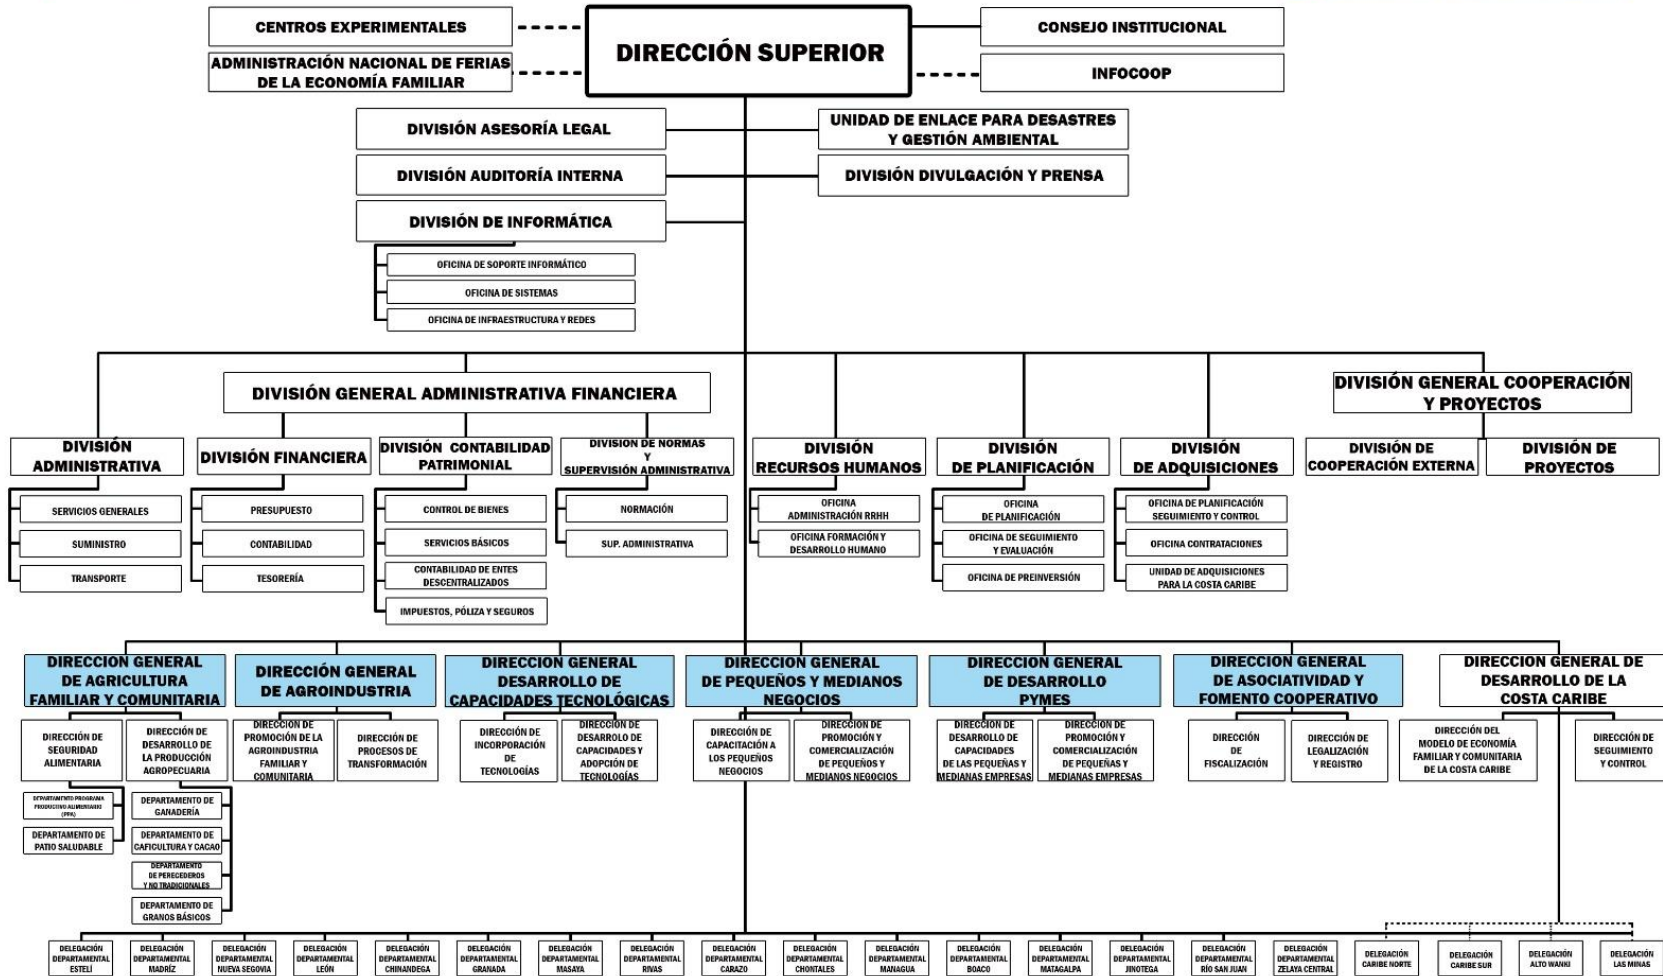 CENTROS EXPERIMENTALES
DIRECCIÓN SUPERIOR
CONSEJO INSTITUCIONAL
ADMINISTRACIÓN NACIONAL DE FERIAS
DE LA ECONOMÍA FAMILIAR
INFOCOOP
DIVISIÓN ASESORÍA LEGAL
UNIDAD DE ENLACE PARA DESASTRES
Y GESTIÓN AMBIENTAL
DIVISIÓN AUDITORÍA INTERNA
DIVISIÓN DIVULGACIÓN Y PRENSA
DIVISIÓN DE INFORMÁTICA
OFICINA DE SOPORTE INFORMÁTICO
OFICINA DE SISTEMAS
OFICINA DE INFRAESTRUCTURA Y REDES
DIVISIÓN GENERAL ADMINISTRATIVA FINANCIERA
DIVISIÓN GENERAL COOPERACIÓN
Y PROYECTOS
DIVISIÓN
ADMINISTRATIVA
SERVICIOS GENERALES
SUMINISTRO
TRANSPORTE
DIVISIÓN FINANCIERA
PRESUPUESTO
CONTABILIDAD
TESORERÍA
DIVISIÓN CONTABILIDAD
PATRIMONIAL
CONTROL DE BIENES
SERVICIOS BÁSICOS
CONTABILIDAD DE ENTES
DESCENTRALIZADOS
IMPUESTOS, PÓLIZA Y SEGUROS
DIVISION DE NORMAS
Y
SUPERVISIÓN ADMINISTRATIVA
NORMACIÓN
SUP. ADMINISTRATIVA
DIVISIÓN
RECURSOS HUMANOS
OFICINA
ADMINISTRACIÓN RRHH
OFICINA FORMACIÓN Y
DESARROLLO HUMANO
DIVISIÓN
DE PLANIFICACIÓN
OFICINA
DE PLANIFICACIÓN
OFICINA DE SEGUIMIENTO
Y EVALUACIÓN
OFICINA DE PREINVERSIÓN
DIVISIÓN
DE ADQUISICIONES
OFICINA DE PLANIFICACIÓN
SEGUIMIENTO Y CONTROL
OFICINA CONTRATACIONES
UNIDAD DE ADQUISICIONES
PARA LA COSTA CARIBE
DIVISIÓN DE
COOPERACIÓN EXTERNA
DIVISIÓN DE
PROYECTOS
DIRECCION GENERAL
DE AGRICULTURA
FAMILIAR Y COMUNITARIA
DIRECCIÓN DE
SEGURIDAD
ALIMENTARIA
DEPARTAMENTO PROGRAMA
PRODUCTIVO ALIMENTARIO
(PPA)
DEPARTAMENTO DE
PATIO SALUDABLE
DIRECCIÓN DE
DESARROLLO DE
LA PRODUCCIÓN
AGROPECUARIA
DEPARTAMENTO DE
GANADERÍA
DEPARTAMENTO DE
CAFICULTURA Y CACAO
DEPARTAMENTO
DE PERECEDEROS
Y NO TRADICIONALES
DEPARTAMENTO DE
GRANOS BÁSICOS
DIRECCIÓN GENERAL
DE AGROINDUSTRIA
DIRECCION DE
PROMOCIÓN DE LA
AGROINDUSTRIA
FAMILIAR Y
COMUNITARIA
DIRECCIÓN DE
PROCESOS DE
TRANSFORMACIÓN
DIRECCION GENERAL
DESARROLLO DE
CAPACIDADES TECNOLÓGICAS
DIRECCIÓN DE
INCORPORACIÓN
DE
TECNOLOGÍAS
DIRECCIÓN DE
DESARROLO DE
CAPACIDADES Y
ADOPCIÓN DE
TECNOLOGÍAS
DIRECCION GENERAL
DE PEQUEÑOS Y MEDIANOS
NEGOCIOS
DIRECCIÓN DE
CAPACITACIÓN A
LOS PEQUEÑOS
NEGOCIOS
DIRECCIÓN DE
PROMOCIÓN Y
COMERCIALIZACIÓN
DE PEQUEÑOS Y
MEDIANOS NEGOCIOS
DIRECCION GENERAL
DE DESARROLLO
PYMES
DIRECCIÓN DE
DESARROLLO DE
CAPACIDADES
DE LAS PEQUEÑAS Y
MEDIANAS EMPRESAS
DIRECCIÓN DE
PROMOCIÓN Y
COMERCIALIZACIÓN
DE PEQUEÑAS Y
MEDIANAS EMPRESAS
DIRECCION GENERAL
DE ASOCIATIVIDAD Y
FOMENTO COOPERATIVO
DIRECCIÓN
DE
FISCALIZACIÓN
DIRECCIÓN DE
LEGALIZACIÓN
Y REGISTRO
DIRECCION GENERAL DE
DESARROLLO DE LA
COSTA CARIBE
DIRECCIÓN DEL
MODELO DE ECONOMÍA
FAMILIAR Y COMUNITARIA
DE LA COSTA CARIBE
DIRECCIÓN DE
SEGUIMIENTO
Y CONTROL
DELEGACIÓN
DEPARTAMENTAL
ESTELÍ
DELEGACIÓN
DEPARTAMENTAL
MADRÍZ
DELEGACIÓN
DEPARTAMENTAL
NUEVA SEGOVIA
DELEGACIÓN
DEPARTAMENTAL
LEÓN
DELEGACIÓN
DEPARTAMENTAL
CHINANDEGA
DELEGACIÓN
DEPARTAMENTAL
GRANADA
DELEGACIÓN
DEPARTAMENTAL
MASAYA
DELEGACIÓN
DEPARTAMENTAL
RIVAS
DELEGACIÓN
DEPARTAMENTAL
CARAZO
DELEGACIÓN
DEPARTAMENTAL
CHONTALES
DELEGACIÓN
DEPARTAMENTAL
MANAGUA
DELEGACIÓN
DEPARTAMENTAL
BOACO
DELEGACIÓN
DEPARTAMENTAL
MATAGALPA
DELEGACIÓN
DEPARTAMENTAL
JINOTEGA
DELEGACIÓN
DEPARTAMENTAL
RÍO SAN JUAN
DELEGACIÓN
DEPARTAMENTAL
ZELAYA CENTRAL
DELEGACIÓN
CARIBE NORTE
DELEGACIÓN
CARIBE SUR
DELEGACIÓN
ALTO WANKI
DELEGACIÓN
LAS MINAS